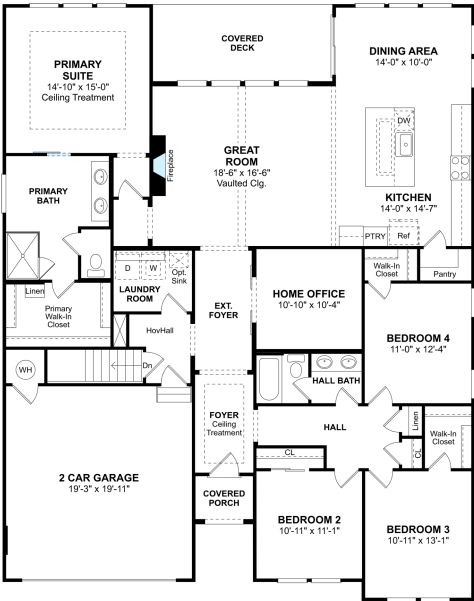 COVERED
DECK
PRIMARY
SUITE
14'-10" x 15'-0"
Ceiling Treatment
DINING AREA
14'-0" x 10'-0"
DW
GREAT
ROOM
18'-6" x 16'-6"
Vaulted Clg.
Fireplace
PRIMARY
BATH
KITCHEN
14'-0" x 14'-7"
PTRY
Ref
Walk-In
Closet
Pantry
D
W
Opt.
Sink
LAUNDRY
ROOM
Linen
Primary
Walk-In
Closet
EXT.
FOYER
HOME OFFICE
10'-10" x 10'-4"
HovHall
BEDROOM 4
11'-0" x 12'-4"
WH
Dn
HALL BATH
FOYER
Ceiling
Treatment
HALL
Linen
Walk-In
Closet
CL
CL
2 CAR GARAGE
19'-3" x 19'-11"
COVERED
PORCH
BEDROOM 2
10'-11" x 11'-1"
BEDROOM 3
10'-11" x 13'-1"